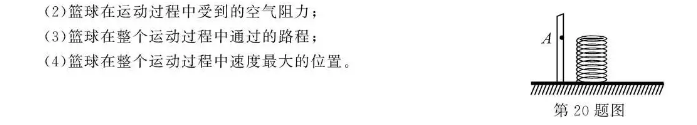 (2)篮球在运动过程中受到的空气阻力;
(3)篮球在整个运动过程中通过的路程;
(4)篮球在整个运动过程中速度最大的位置。
A
第20题图